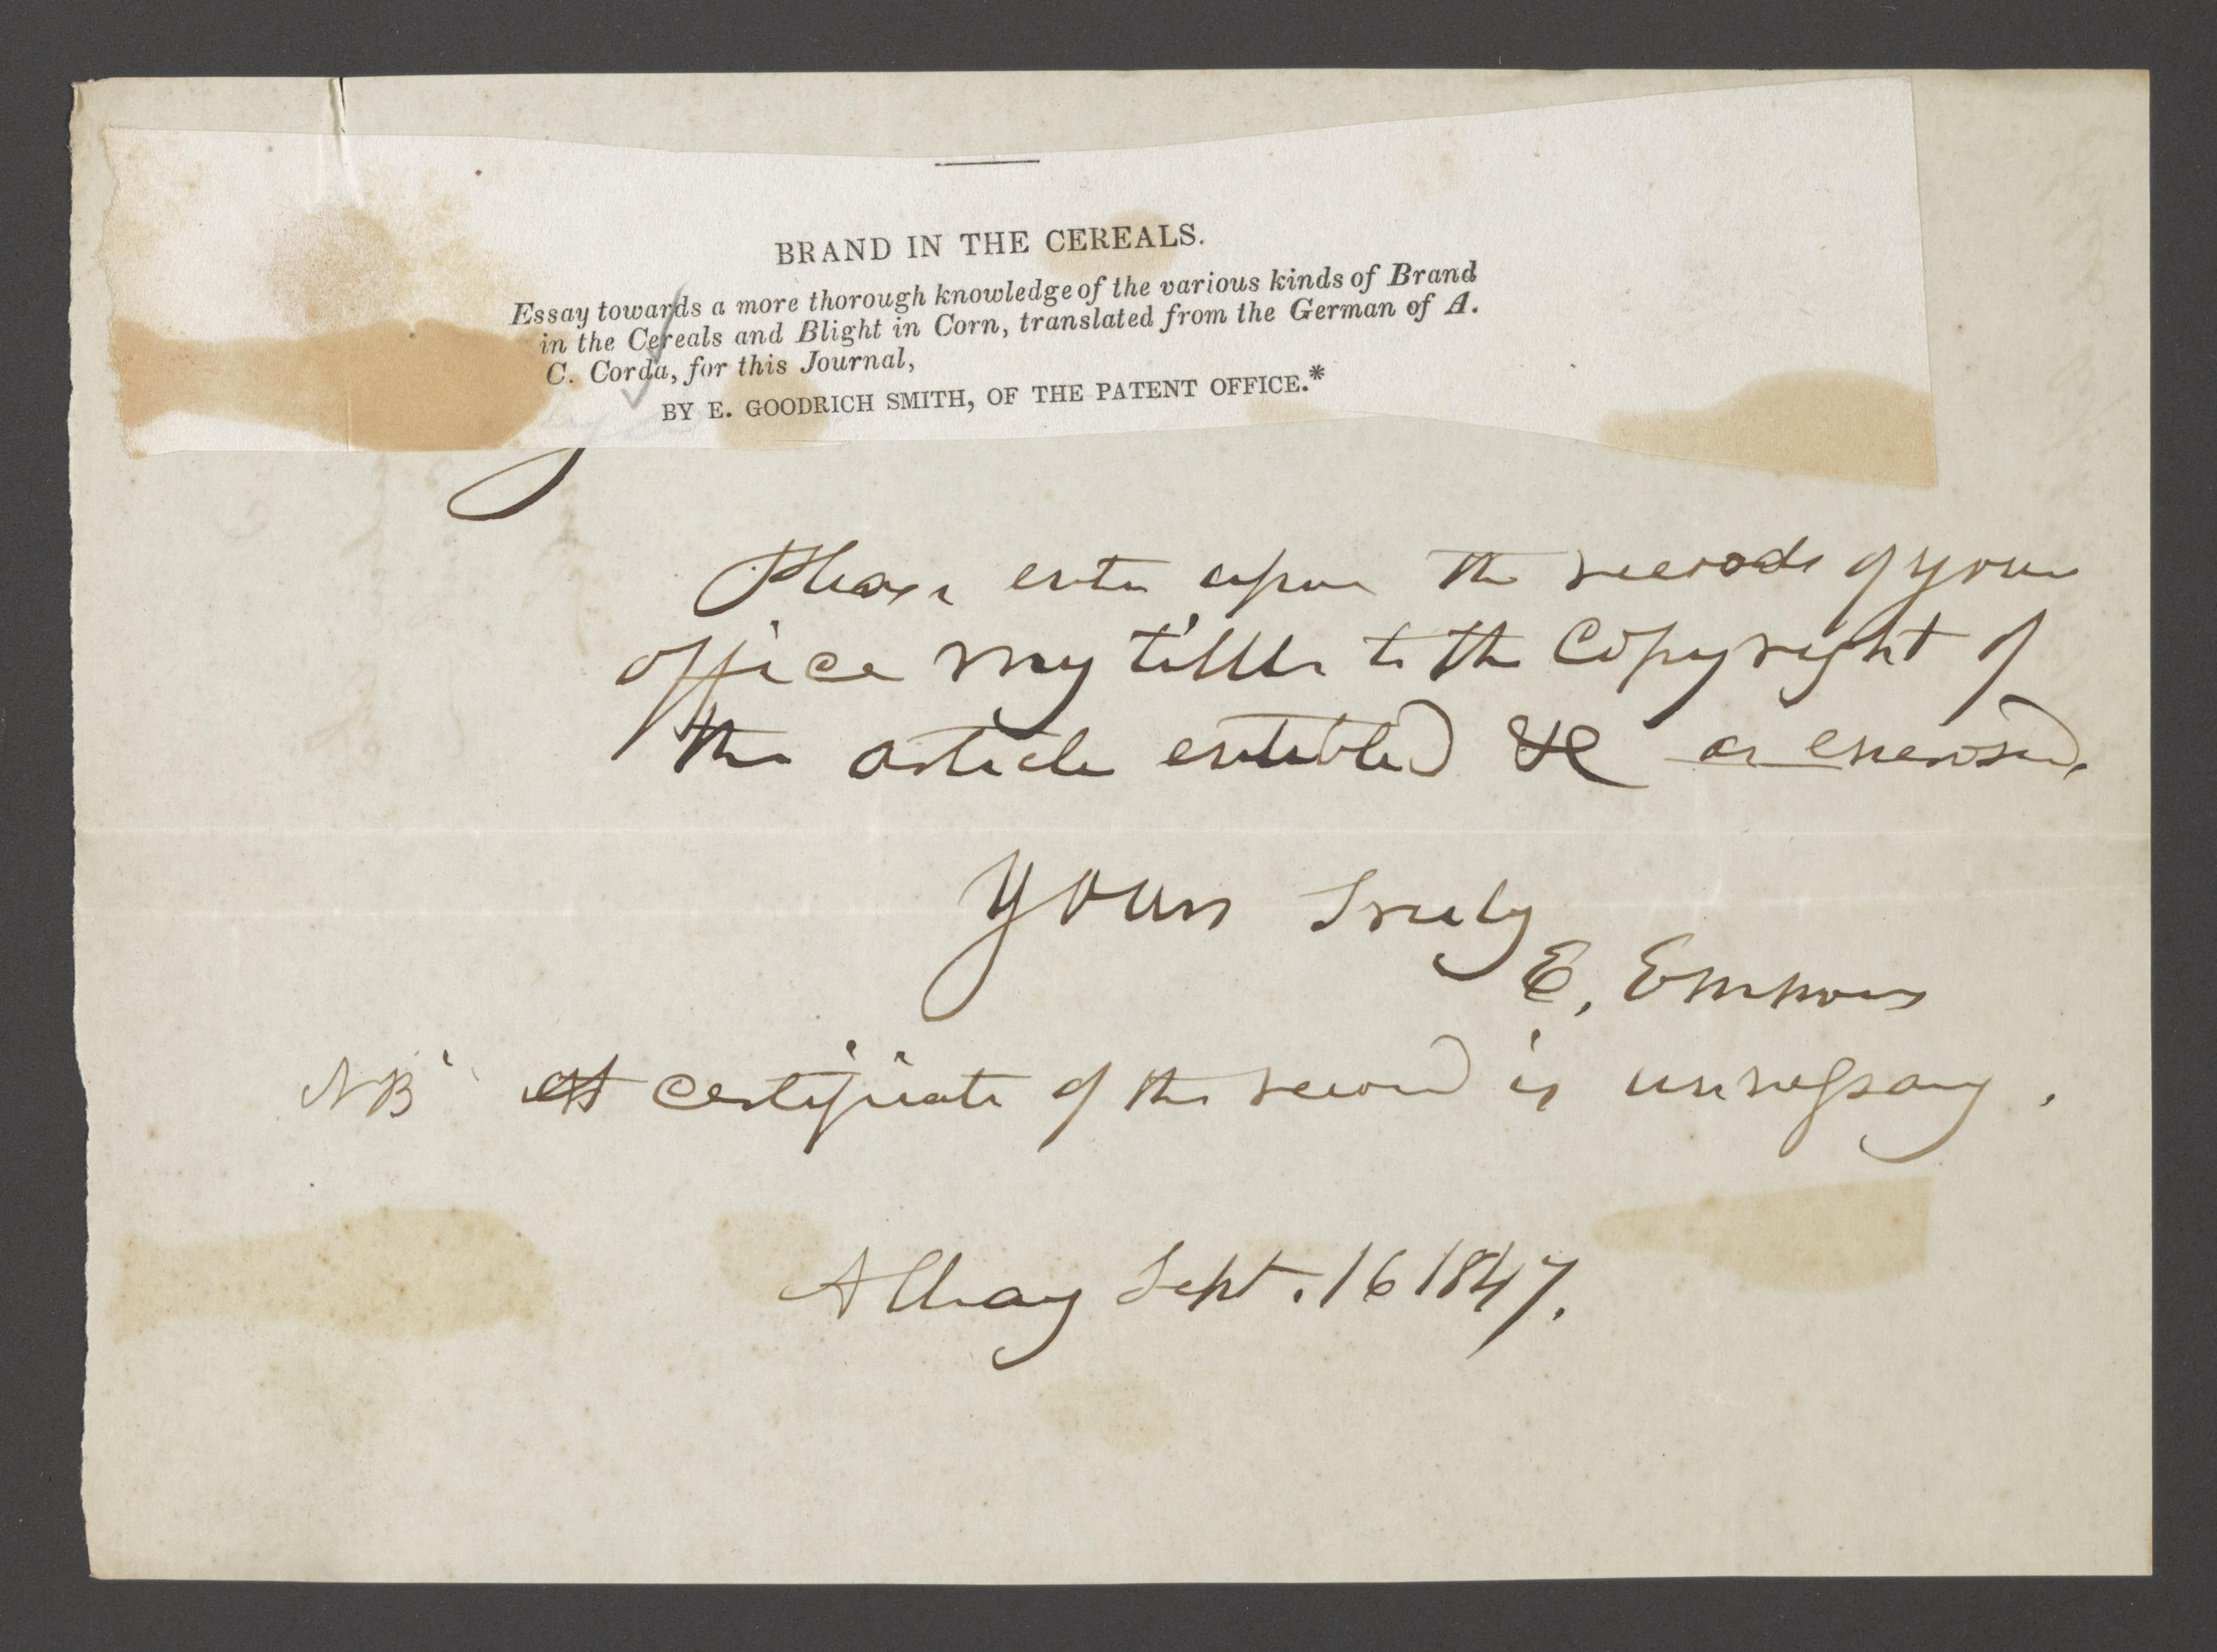 BRAND IN THE CEREALS.
Essay towards a more thorough knowledge of the various kinds of Brand
in the Cereals and Blight in Corn, translated from the German of A.
C. Corda, for this Journal,
BY E. GOODRICH SMITH, OF THE PATENT OFFICE.*
Please enter upon the records of your
office my title to the Copyright of
the article entitled &c as enclosed.
Yours Truly
E. Emmons
NB A certificate of the record is unnessary.
Albany Sept. 16 1847.